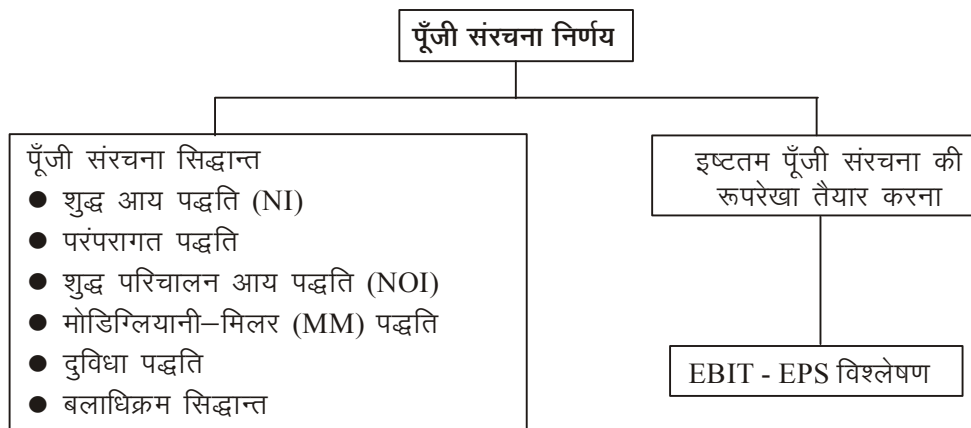 पूँजी संरचना निर्णय
पूँजी संरचना सिद्धान्त
● शुद्ध आय पद्धति (NI)
● परंपरागत पद्धति
● शुद्ध परिचालन आय पद्धति (NOI)
● मोडिग्लियानी–मिलर (MM) पद्धति
● दुविधा पद्धति
● बलाधिक्रम सिद्धान्त
इष्टतम पूँजी संरचना की
रूपरेखा तैयार करना
EBIT - EPS विश्लेषण